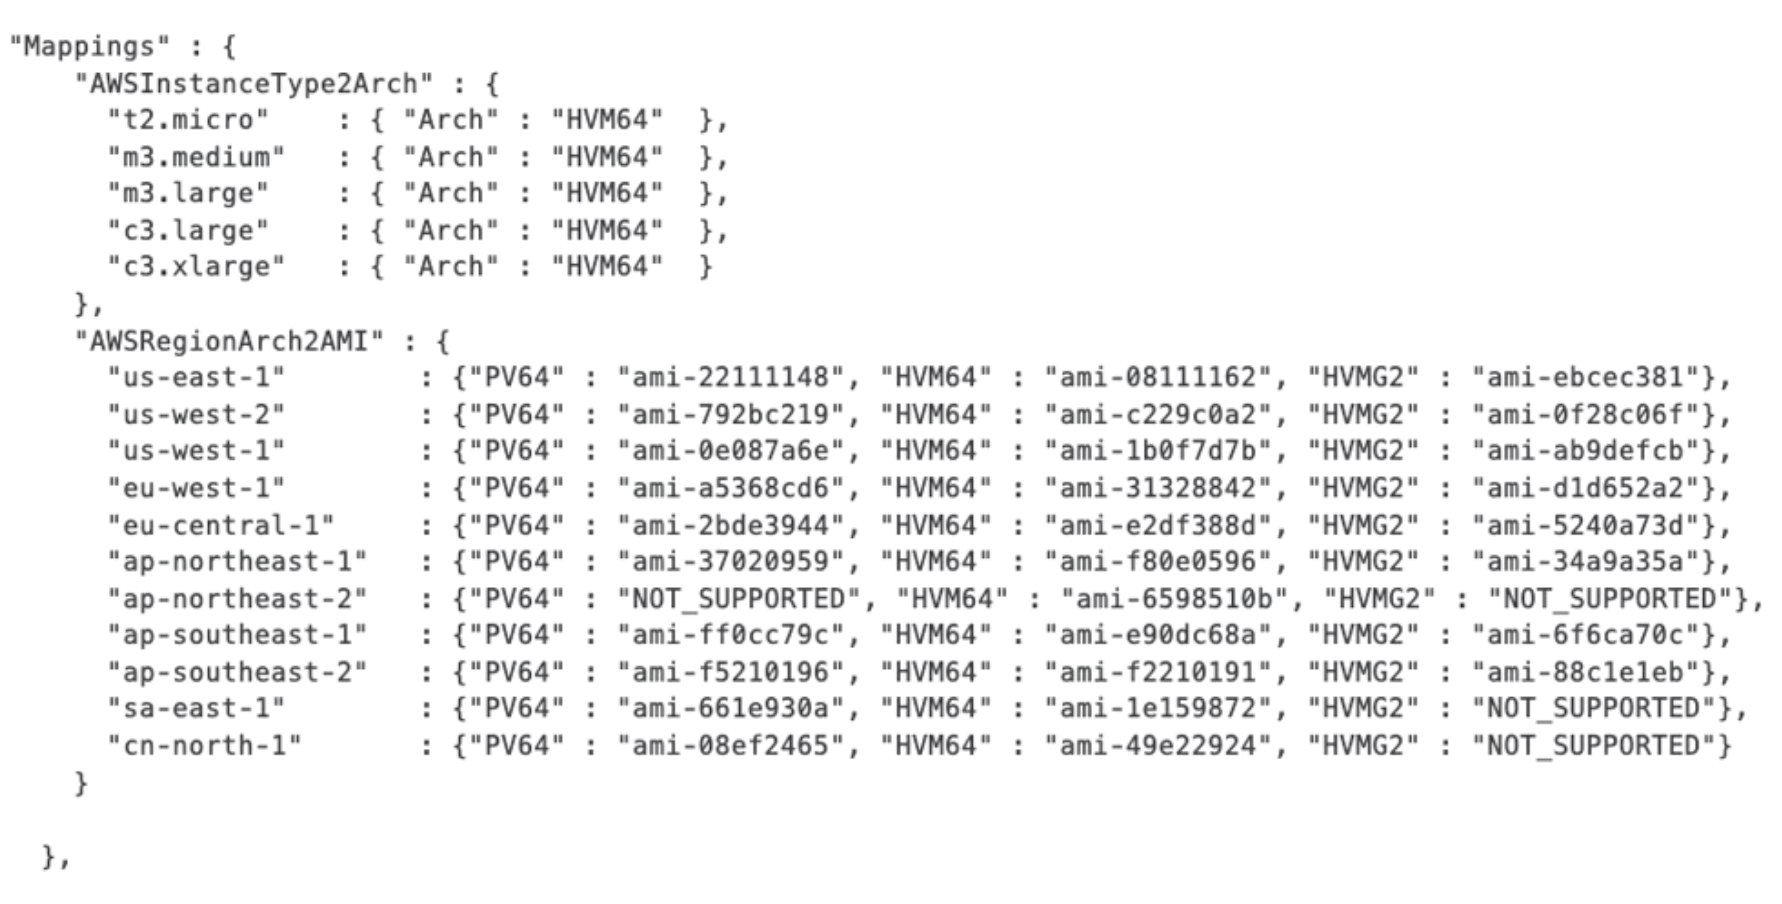 "Mappings" : {
    "AWSInstanceType2Arch" : {
      "t2.micro"    : { "Arch" : "HVM64"  },
      "m3.medium"   : { "Arch" : "HVM64"  },
      "m3.large"    : { "Arch" : "HVM64"  },
      "c3.large"    : { "Arch" : "HVM64"  },
      "c3.xlarge"   : { "Arch" : "HVM64"  }
    },
    "AWSRegionArch2AMI" : {
      "us-east-1"        : {"PV64" : "ami-22111148", "HVM64" : "ami-08111162", "HVMG2" : "ami-ebcec381"},
      "us-west-2"        : {"PV64" : "ami-792bc219", "HVM64" : "ami-c229c0a2", "HVMG2" : "ami-0f28c06f"},
      "us-west-1"        : {"PV64" : "ami-0e087a6e", "HVM64" : "ami-1b0f7d7b", "HVMG2" : "ami-ab9defcb"},
      "eu-west-1"        : {"PV64" : "ami-a5368cd6", "HVM64" : "ami-31328842", "HVMG2" : "ami-d1d652a2"},
      "eu-central-1"     : {"PV64" : "ami-2bde3944", "HVM64" : "ami-e2df388d", "HVMG2" : "ami-5240a73d"},
      "ap-northeast-1"   : {"PV64" : "ami-37020959", "HVM64" : "ami-f80e0596", "HVMG2" : "ami-34a9a35a"},
      "ap-northeast-2"   : {"PV64" : "NOT_SUPPORTED", "HVM64" : "ami-6598510b", "HVMG2" : "NOT_SUPPORTED"},
      "ap-southeast-1"   : {"PV64" : "ami-ff0cc79c", "HVM64" : "ami-e90dc68a", "HVMG2" : "ami-6f6ca70c"},
      "ap-southeast-2"   : {"PV64" : "ami-f5210196", "HVM64" : "ami-f2210191", "HVMG2" : "ami-88c1e1eb"},
      "sa-east-1"        : {"PV64" : "ami-661e930a", "HVM64" : "ami-1e159872", "HVMG2" : "NOT_SUPPORTED"},
      "cn-north-1"       : {"PV64" : "ami-08ef2465", "HVM64" : "ami-49e22924", "HVMG2" : "NOT_SUPPORTED"}
    }
  },